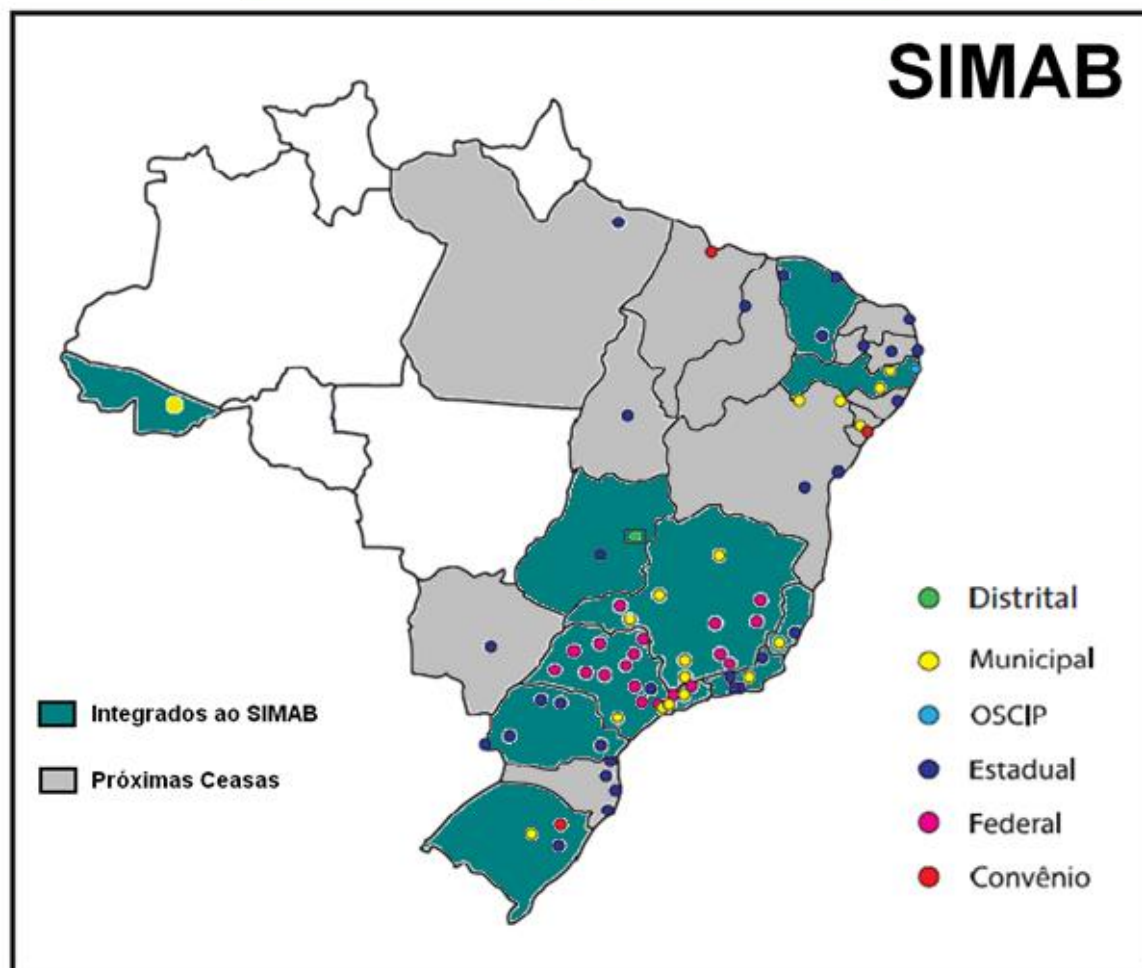 SIMAB
Distrital
Municipal
OSCIP
Estadual
Federal
Convênio
Integrados ao SIMAB
Próximas Ceasas